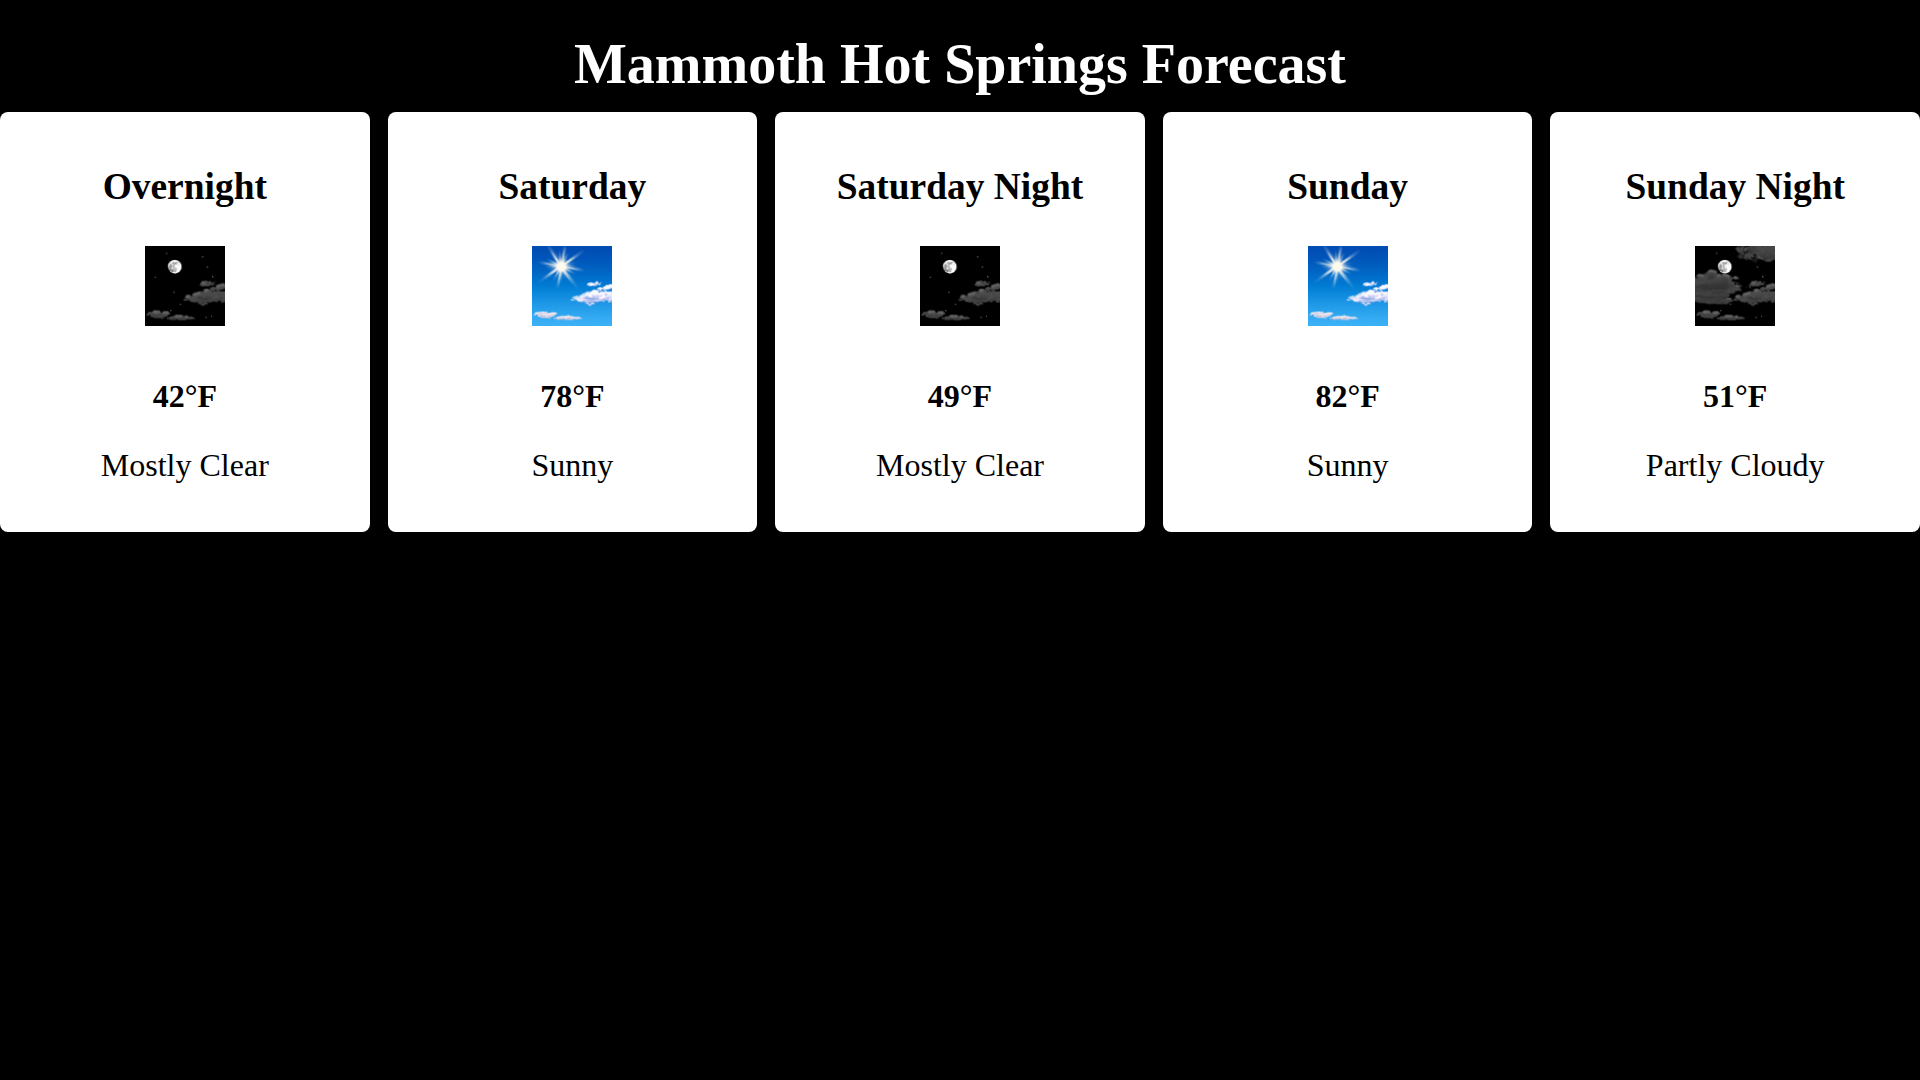 Mammoth Hot Springs Forecast
Overnight
42°F
Mostly Clear
Saturday
78°F
Sunny
Saturday Night
49°F
Mostly Clear
Sunday
82°F
Sunny
Sunday Night
51°F
Partly Cloudy